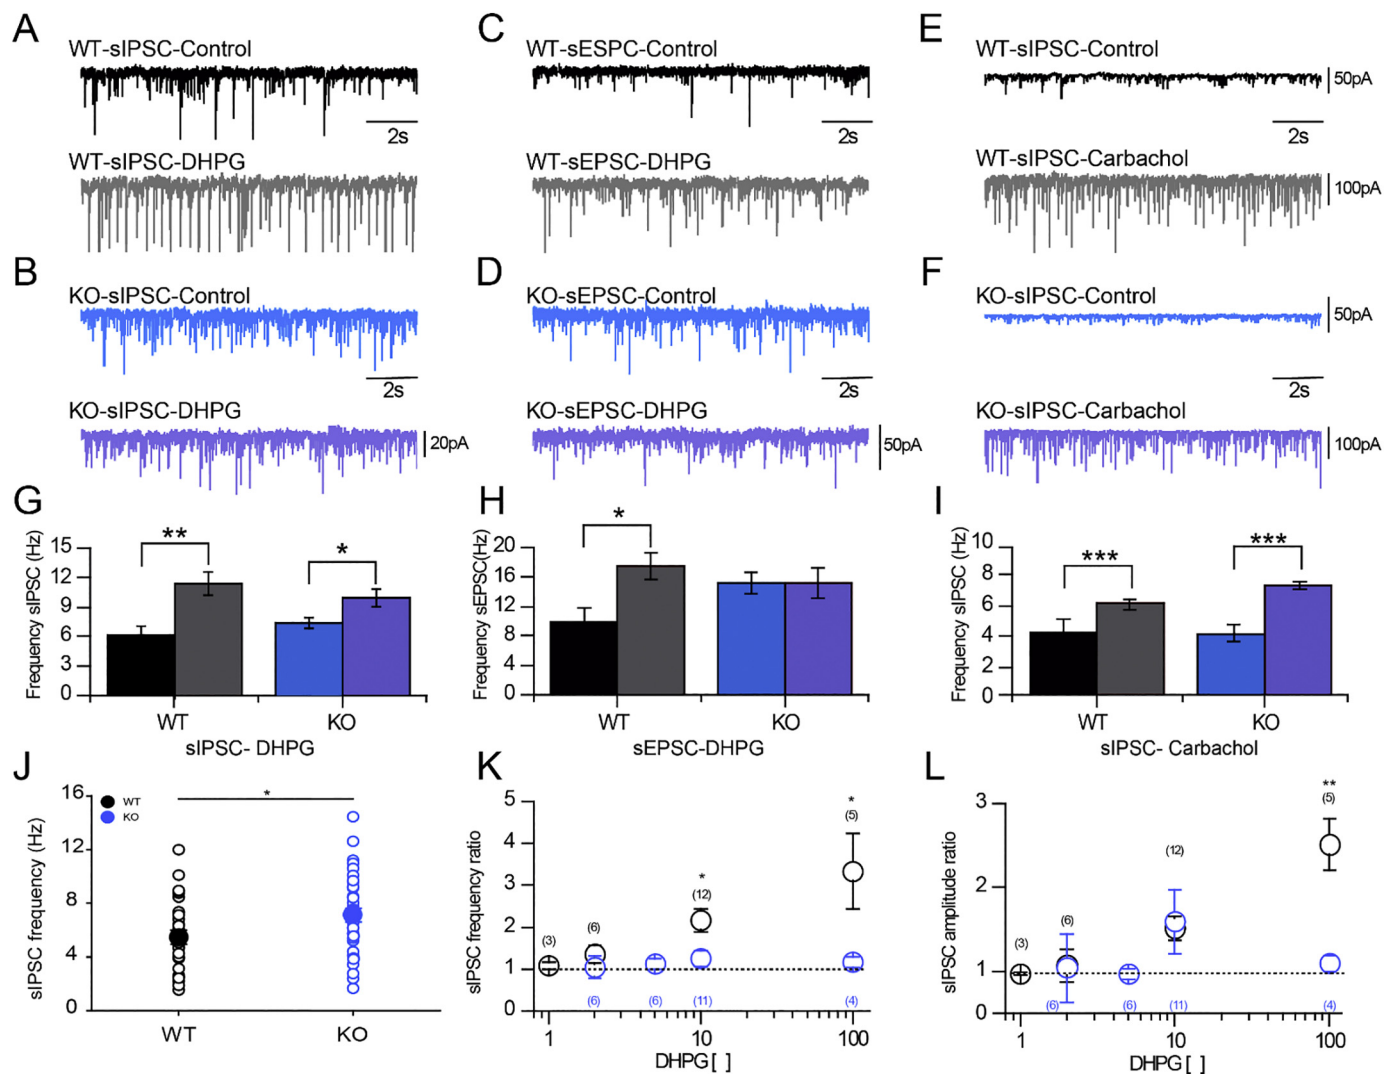 A
WT-sIPSC-Control
2s
WT-sIPSC-DHPG
B
KO-sIPSC-Control
2s
KO-sIPSC-DHPG
20pA
C
WT-sESPC-Control
2s
WT-sEPSC-DHPG
D
KO-sEPSC-Control
2s
KO-sEPSC-DHPG
50pA
E
WT-sIPSC-Control
50pA
2s
WT-sIPSC-Carbachol
100pA
F
KO-sIPSC-Control
50pA
2s
KO-sIPSC-Carbachol
100pA
G
Frequency sIPSC (Hz)
15
12
9
6
3
0
**
*
WT
KO
sIPSC- DHPG
H
Frequency sEPSC(Hz)
20
16
12
8
4
0
*
WT
KO
sEPSC-DHPG
I
Frequency sIPSC (Hz)
10
8
6
4
2
0
***
***
WT
KO
sIPSC- Carbachol
J
sIPSC frequency (Hz)
16
12
8
4
0
WT
KO
*
WT
KO
K
sIPSC frequency ratio
5
4
3
2
1
0
(3)
(6)
*
(12)
*
(5)
(6)
(6)
(11)
(4)
1
10
100
DHPG [ ]
L
sIPSC amplitude ratio
3
2
1
0
(3)
(6)
(12)
**
(5)
(6)
(6)
(11)
(4)
1
10
100
DHPG [ ]